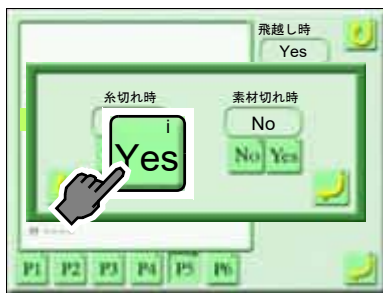 飛越し時
Yes
糸切れ時 素材切れ時
i
Yes
No
No Yes
P1 P2 P3 P4 P5 P6